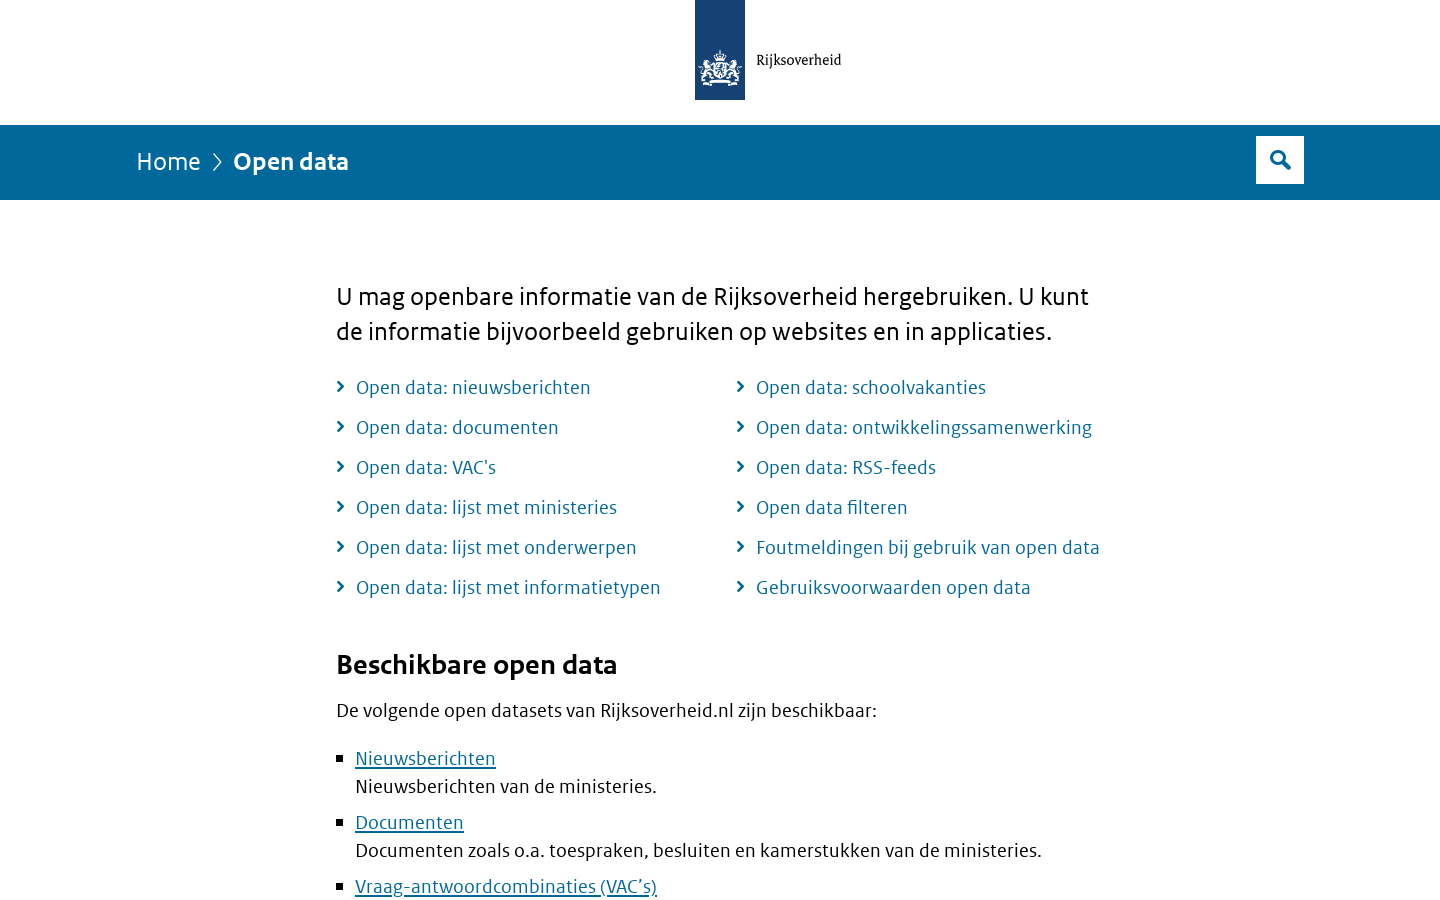 Rijksoverheid
Home
Open data
U mag openbare informatie van de Rijksoverheid hergebruiken. U kunt
de informatie bijvoorbeeld gebruiken op websites en in applicaties.
Open data: nieuwsberichten
Open data: documenten
Open data: VAC's
Open data: lijst met ministeries
Open data: lijst met onderwerpen
Open data: lijst met informatietypen
Open data: schoolvakanties
Open data: ontwikkelingssamenwerking
Open data: RSS-feeds
Open data filteren
Foutmeldingen bij gebruik van open data
Gebruiksvoorwaarden open data
Beschikbare open data
De volgende open datasets van Rijksoverheid.nl zijn beschikbaar:
Nieuwsberichten
Nieuwsberichten van de ministeries.
Documenten
Documenten zoals o.a. toespraken, besluiten en kamerstukken van de ministeries.
Vraag-antwoordcombinaties (VAC’s)